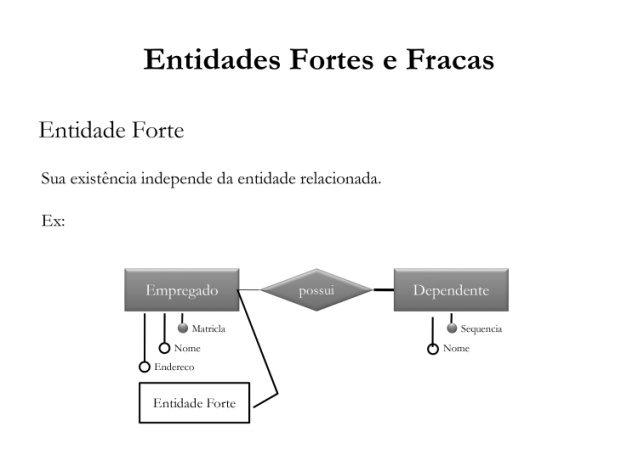 Entidades Fortes e Fracas
Entidade Forte
Sua existência independe da entidade relacionada.
Ex:
Empregado
possui
Dependente
Matricla
Sequencia
Nome
Nome
Endereco
Entidade Forte